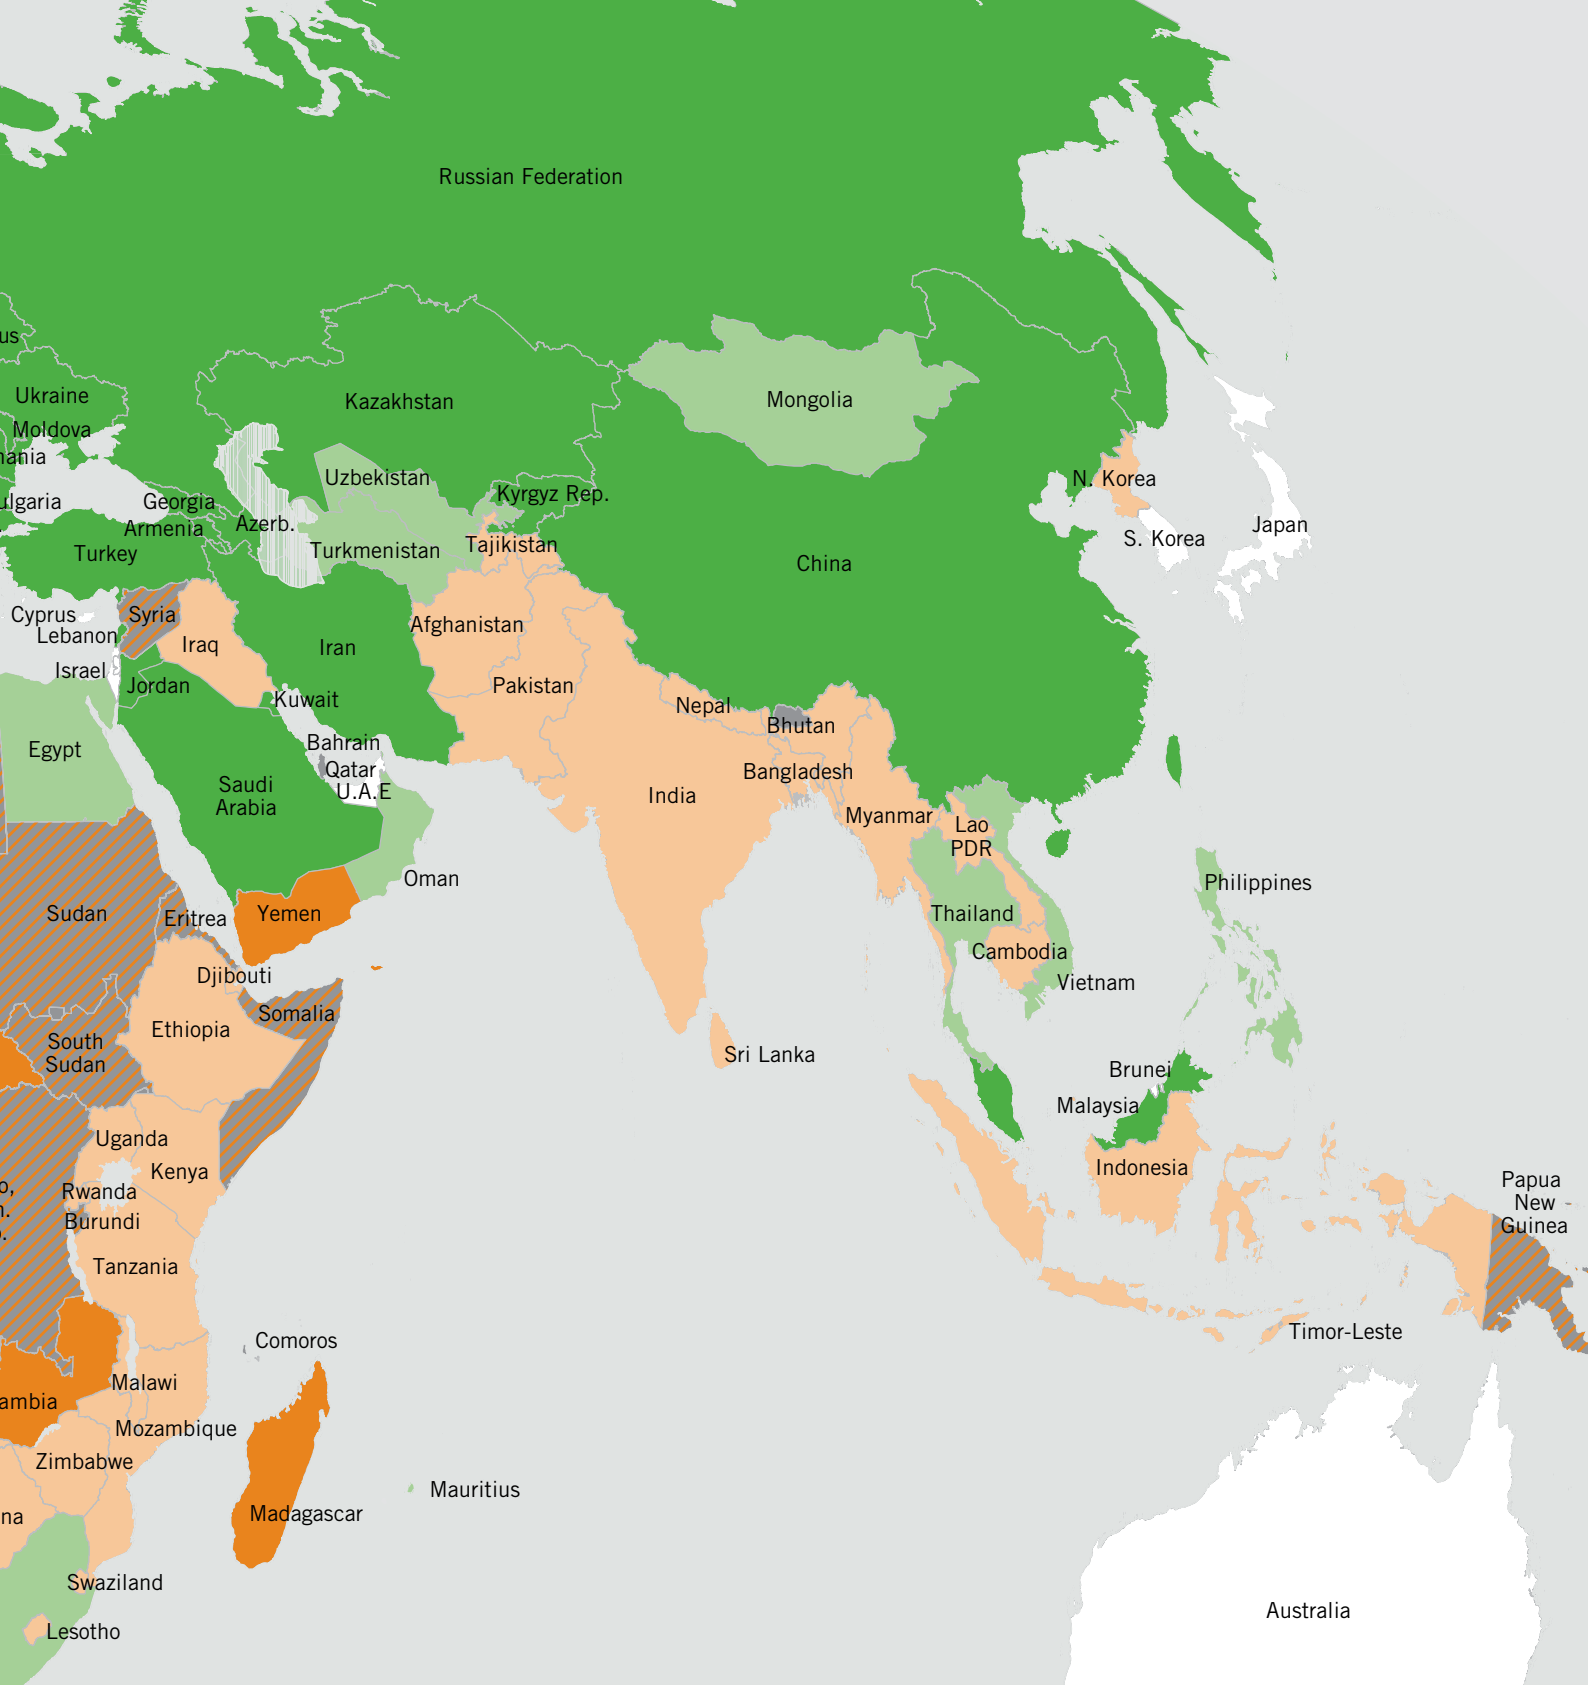 Russian Federation
us
Ukraine
Kazakhstan
Mongolia
Moldova
ania
Uzbekistan
N. Korea
ulgaria
Georgia
Kyrgyz Rep.
Armenia
Azerb.
Japan
S. Korea
Turkey
Turkmenistan
Tajikistan
China
Cyprus
Syria
Afghanistan
Lebanon
Iraq
Iran
Israel
Jordan
Pakistan
Kuwait
Nepal
Bhutan
Egypt
Bahrain
Qatar
Bangladesh
Saudi
Arabia
U.A.E
India
Myanmar
Lao
PDR
Oman
Philippines
Sudan
Eritrea
Yemen
Thailand
Cambodia
Djibouti
Vietnam
Somalia
Ethiopia
South
Sudan
Sri Lanka
Brunei
Malaysia
Uganda
Kenya
Indonesia
o,
n.
.
Rwanda
Burundi
Papua
New
Guinea
Tanzania
Timor-Leste
Comoros
Malawi
ambia
Mozambique
Zimbabwe
Mauritius
na
Madagascar
Swaziland
Lesotho
Australia